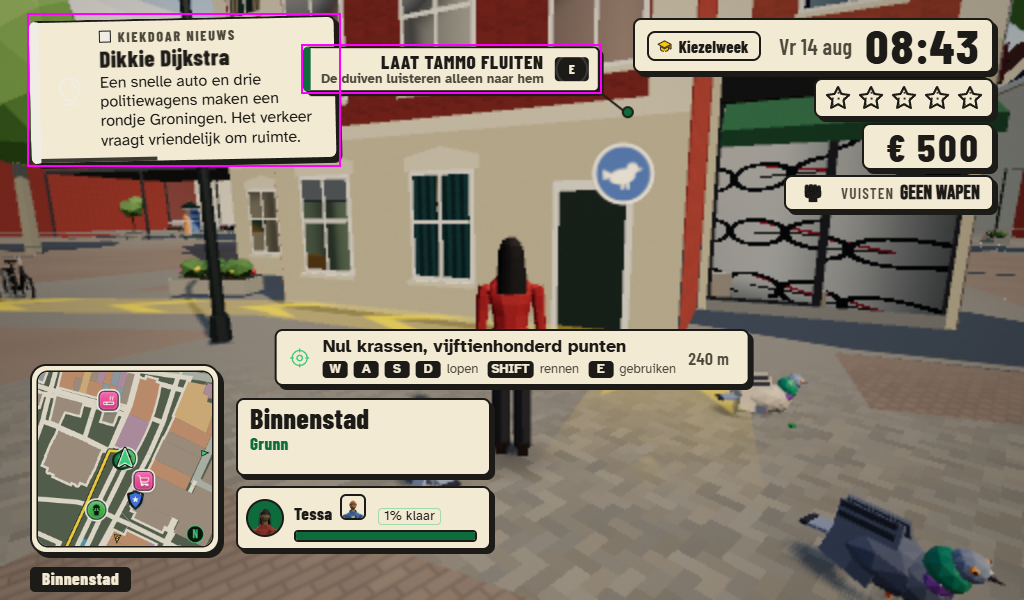 KIEKDOAR NIEUWS
Dikkie Dijkstra
Een snelle auto en drie
politiewagens maken een
rondje Groningen. Het verkeer
vraagt vriendelijk om ruimte.
LAAT TAMMO FLUITEN
De duiven luisteren alleen naar hem
E
Kiezelweek
Vr 14 aug 08:43
€ 500
VUISTEN GEEN WAPEN
Nul krassen, vijftienhonderd punten
W A S D lopen SHIFT rennen E gebruiken
240 m
Binnenstad
Grunn
Tessa
1% klaar
N
Binnenstad